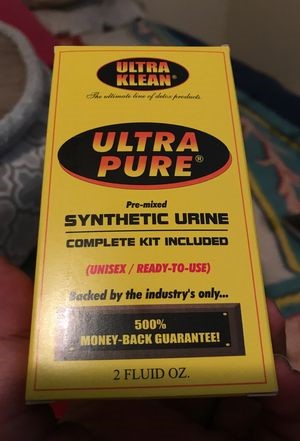 ULTRA
KLEAN®
The ultimate line of detox products.
ULTRA
PURE®
Pre-mixed
SYNTHETIC URINE
COMPLETE KIT INCLUDED
(UNISEX / READY-TO-USE)
Backed by the industry's only...
500%
MONEY-BACK GUARANTEE!
2 FLUID OZ.